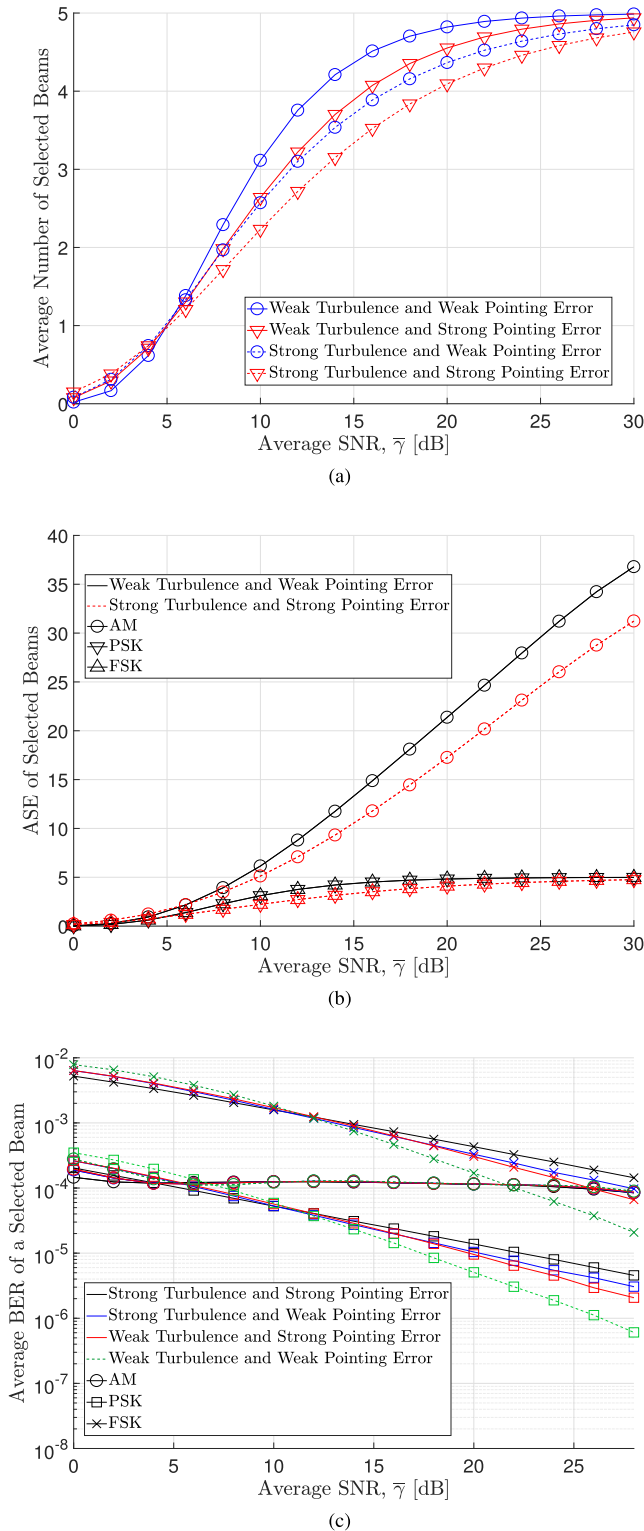 5
4
3
2
1
0
0 5 10 15 20 25 30
Average Number of Selected Beams
Weak Turbulence and Weak Pointing Error
Weak Turbulence and Strong Pointing Error
Strong Turbulence and Weak Pointing Error
Strong Turbulence and Strong Pointing Error
Average SNR, γ̅ [dB]
(a)
40
35
30
25
20
15
10
5
0
0 5 10 15 20 25 30
ASE of Selected Beams
Weak Turbulence and Weak Pointing Error
Strong Turbulence and Strong Pointing Error
AM
PSK
FSK
Average SNR, γ̅ [dB]
(b)
10^-2
10^-3
10^-4
10^-5
10^-6
10^-7
10^-8
0 5 10 15 20 25
Average BER of a Selected Beam
Strong Turbulence and Strong Pointing Error
Strong Turbulence and Weak Pointing Error
Weak Turbulence and Strong Pointing Error
Weak Turbulence and Weak Pointing Error
AM
PSK
FSK
Average SNR, γ̅ [dB]
(c)